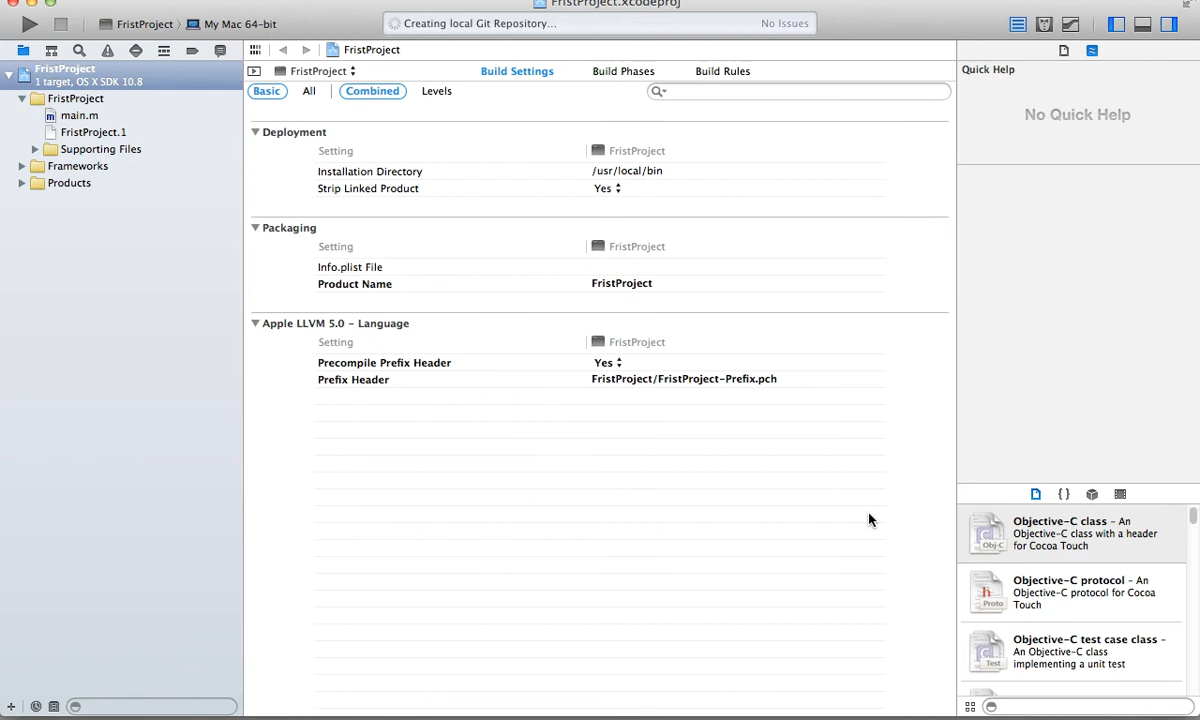 FristProject.xcodeproj
FristProject
My Mac 64-bit
Creating local Git Repository...
No Issues
FristProject
1 target, OS X SDK 10.8
FristProject
main.m
FristProject.1
Supporting Files
Frameworks
Products
FristProject
FristProject
Build Settings
Build Phases
Build Rules
Basic
All
Combined
Levels
Deployment
Setting
FristProject
Installation Directory
/usr/local/bin
Strip Linked Product
Yes
Packaging
Setting
FristProject
Info.plist File
Product Name
FristProject
Apple LLVM 5.0 - Language
Setting
FristProject
Precompile Prefix Header
Yes
Prefix Header
FristProject/FristProject-Prefix.pch
Quick Help
No Quick Help
{ }
Obj-C
Objective-C class - An
Objective-C class with a header
for Cocoa Touch
h
Proto
Objective-C protocol - An
Objective-C protocol for Cocoa
Touch
Test
Objective-C test case class -
An Objective-C class
implementing a unit test